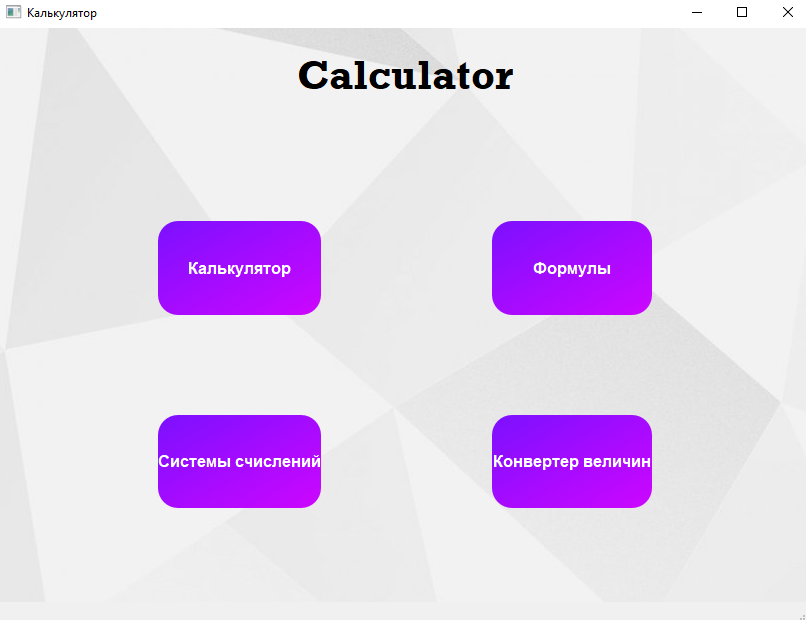 Калькулятор
Calculator
Калькулятор
Формулы
Системы счислений
Конвертер величин